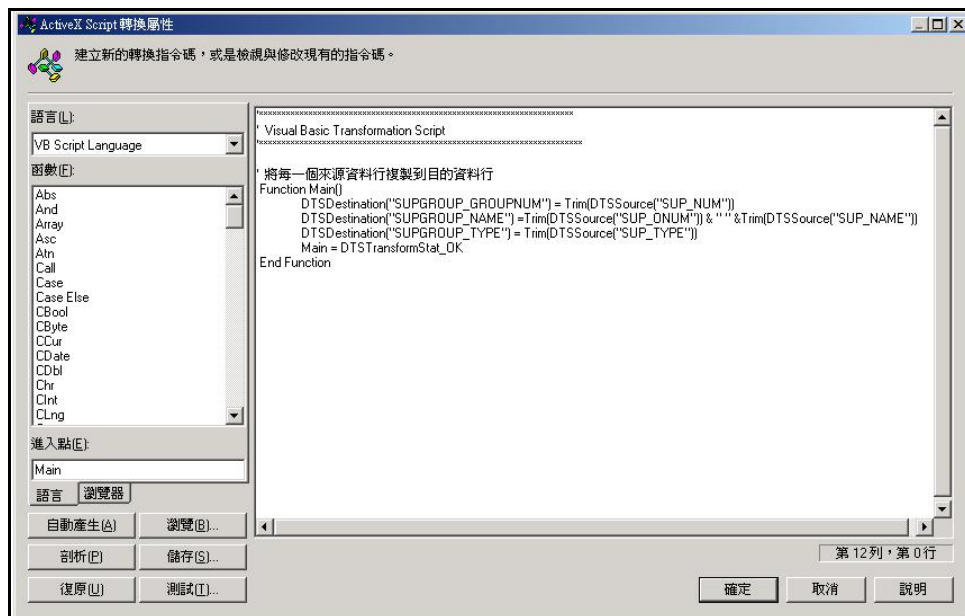 ActiveX Script 轉換屬性
建立新的轉換指令碼,或是檢視與修改現有的指令碼。
語言(L):
VB Script Language
函數(F):
Abs
And
Array
Asc
Atn
Call
Case
Case Else
CBool
CByte
CCur
CDate
CDbl
Chr
CInt
CLng
進入點(E):
Main
語言 瀏覽器
自動產生(A) 瀏覽(B)...
剖析(P) 儲存(S)...
復原(U) 測試(T)...
'**********************************************************************
' Visual Basic Transformation Script
'************************************************************************
' 將每一個來源資料行複製到目的資料行
Function Main()
DTSDestination("SUPGROUP_GROUPNUM") = Trim(DTSSource("SUP_NUM"))
DTSDestination("SUPGROUP_NAME") =Trim(DTSSource("SUP_ONUM")) & " " &Trim(DTSSource("SUP_NAME"))
DTSDestination("SUPGROUP_TYPE") = Trim(DTSSource("SUP_TYPE"))
Main = DTSTransformStat_OK
End Function
第 12列,第 0行
確定 取消 說明